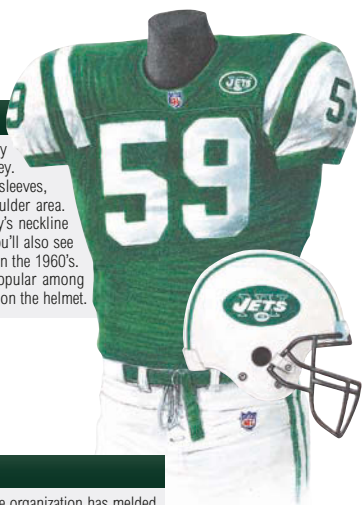 JETS
9
59
59
y
ey.
sleeves,
ulder area.
y's neckline
u'll also see
n the 1960's.
opular among
on the helmet.
JETS
e organization has melded